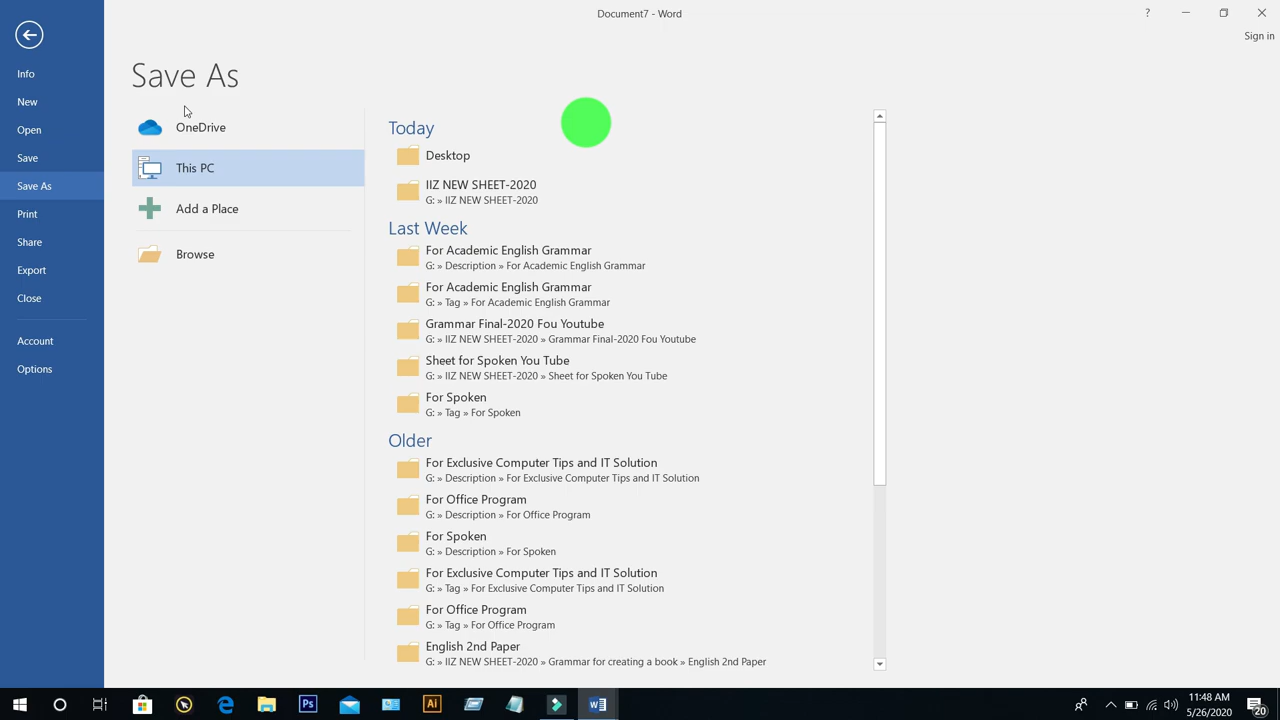 Document7 - Word
?
Sign in
Info
New
Open
Save
Save As
Print
Share
Export
Close
Account
Options
Save As
OneDrive
This PC
Add a Place
Browse
Today
Desktop
IIZ NEW SHEET-2020
G: » IIZ NEW SHEET-2020
Last Week
For Academic English Grammar
G: » Description » For Academic English Grammar
For Academic English Grammar
G: » Tag » For Academic English Grammar
Grammar Final-2020 Fou Youtube
G: » IIZ NEW SHEET-2020 » Grammar Final-2020 Fou Youtube
Sheet for Spoken You Tube
G: » IIZ NEW SHEET-2020 » Sheet for Spoken You Tube
For Spoken
G: » Tag » For Spoken
Older
For Exclusive Computer Tips and IT Solution
G: » Description » For Exclusive Computer Tips and IT Solution
For Office Program
G: » Description » For Office Program
For Spoken
G: » Description » For Spoken
For Exclusive Computer Tips and IT Solution
G: » Tag » For Exclusive Computer Tips and IT Solution
For Office Program
G: » Tag » For Office Program
English 2nd Paper
G: » IIZ NEW SHEET-2020 » Grammar for creating a book » English 2nd Paper
Ps
Ai
11:48 AM
5/26/2020
20